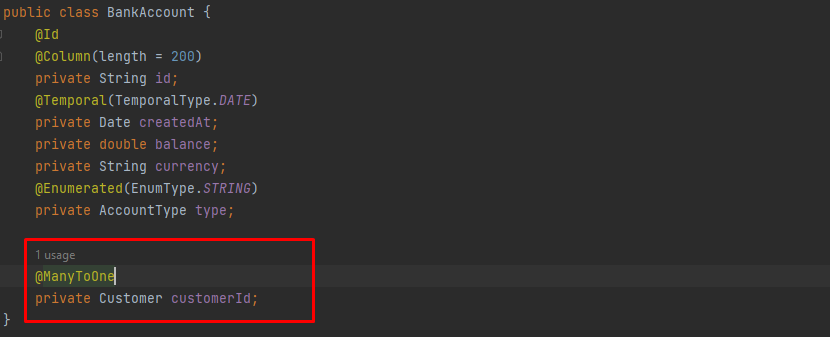 public class BankAccount {
@Id
@Column(length = 200)
private String id;
@Temporal(TemporalType.DATE)
private Date createdAt;
private double balance;
private String currency;
@Enumerated(EnumType.STRING)
private AccountType type;
1 usage
@ManyToOne
private Customer customerId;
}